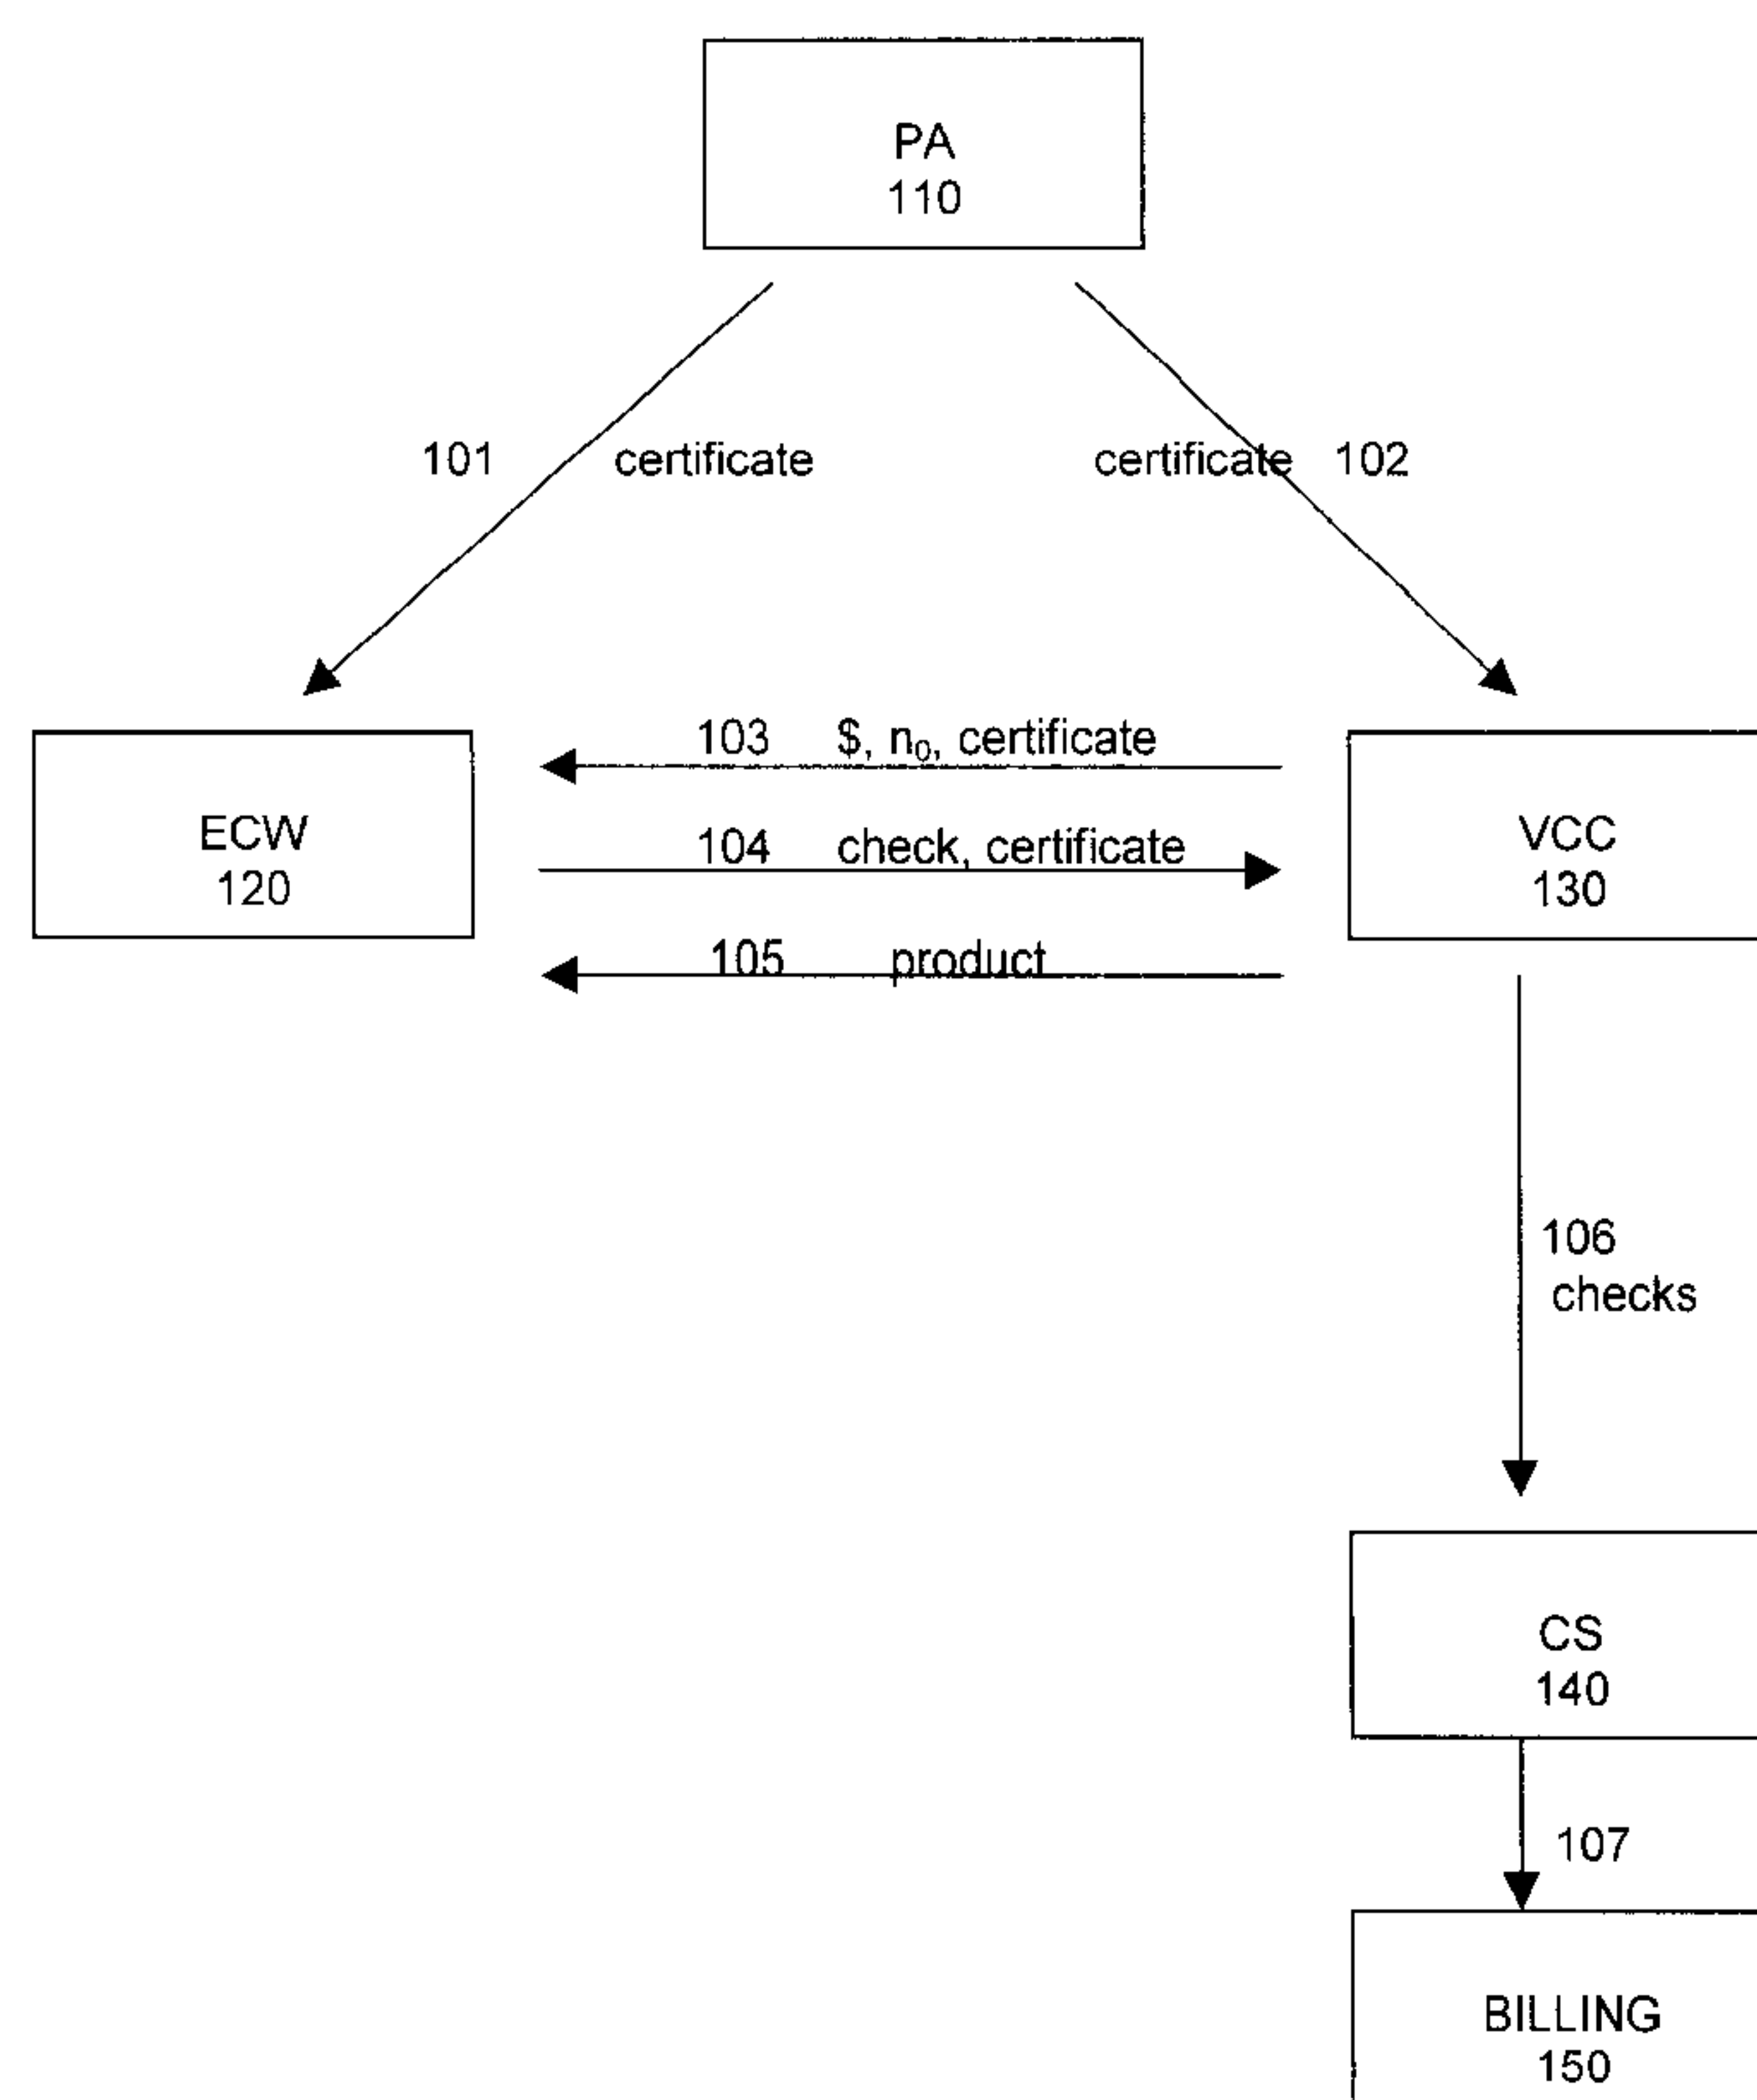 PA
110
101 certificate
certificate 102
103 $, n₀, certificate
ECW
120
104 check, certificate
VCC
130
105 product
106
checks
CS
140
107
BILLING
150